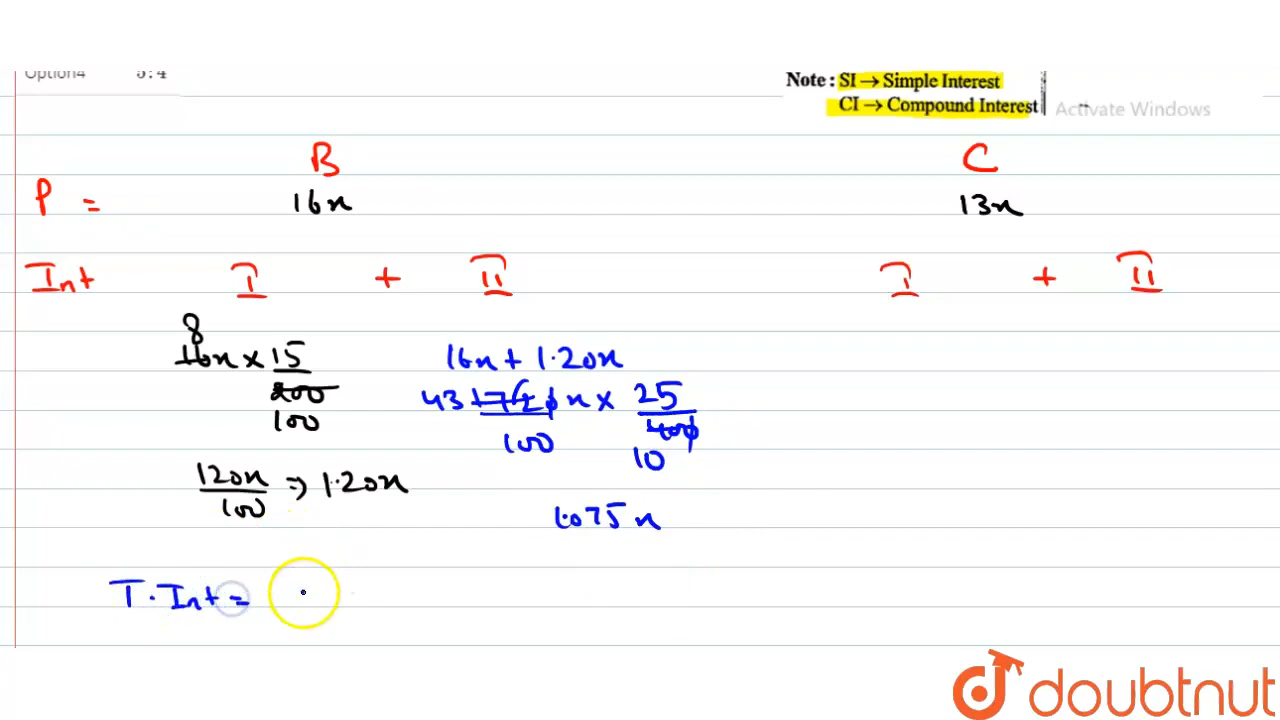 Option4 5:4
Note : SI → Simple Interest
CI → Compound Interest
Activate Windows
B C
P = 16x 13x
Int I + II I + II
8
16x × 15 16x + 1.20x
200 43 x × 25
100 100 400
10
120x ⇒ 1.20x
100
1.075x
T. Int =
doubtnut